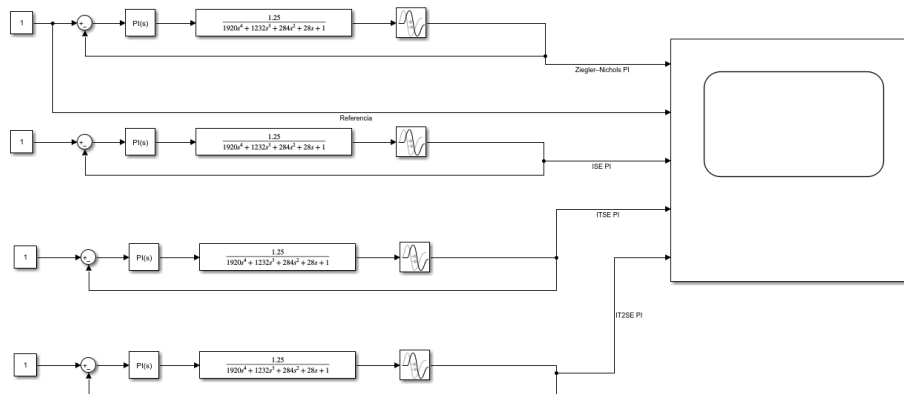 1
+
−
PI(s)
1.25
1920s⁴ + 1232s³ + 284s² + 28s + 1
Ziegler−Nichols PI
Referencia
1
+
−
PI(s)
1.25
1920s⁴ + 1232s³ + 284s² + 28s + 1
ISE PI
ITSE PI
1
+
−
PI(s)
1.25
1920s⁴ + 1232s³ + 284s² + 28s + 1
IT2SE PI
1
+
−
PI(s)
1.25
1920s⁴ + 1232s³ + 284s² + 28s + 1